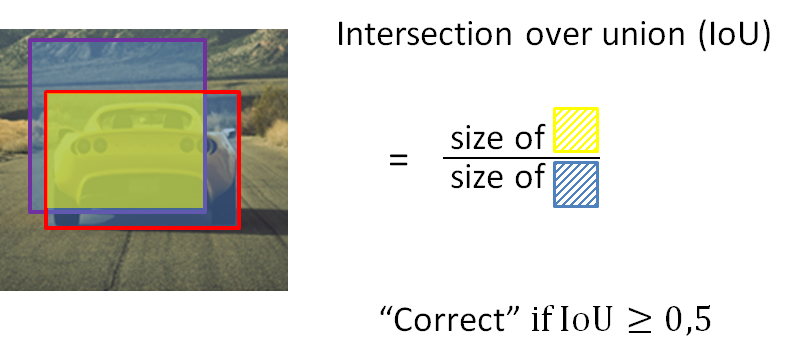 Intersection over union (IoU)
=
size of
size of
“Correct” if IoU ≥ 0,5